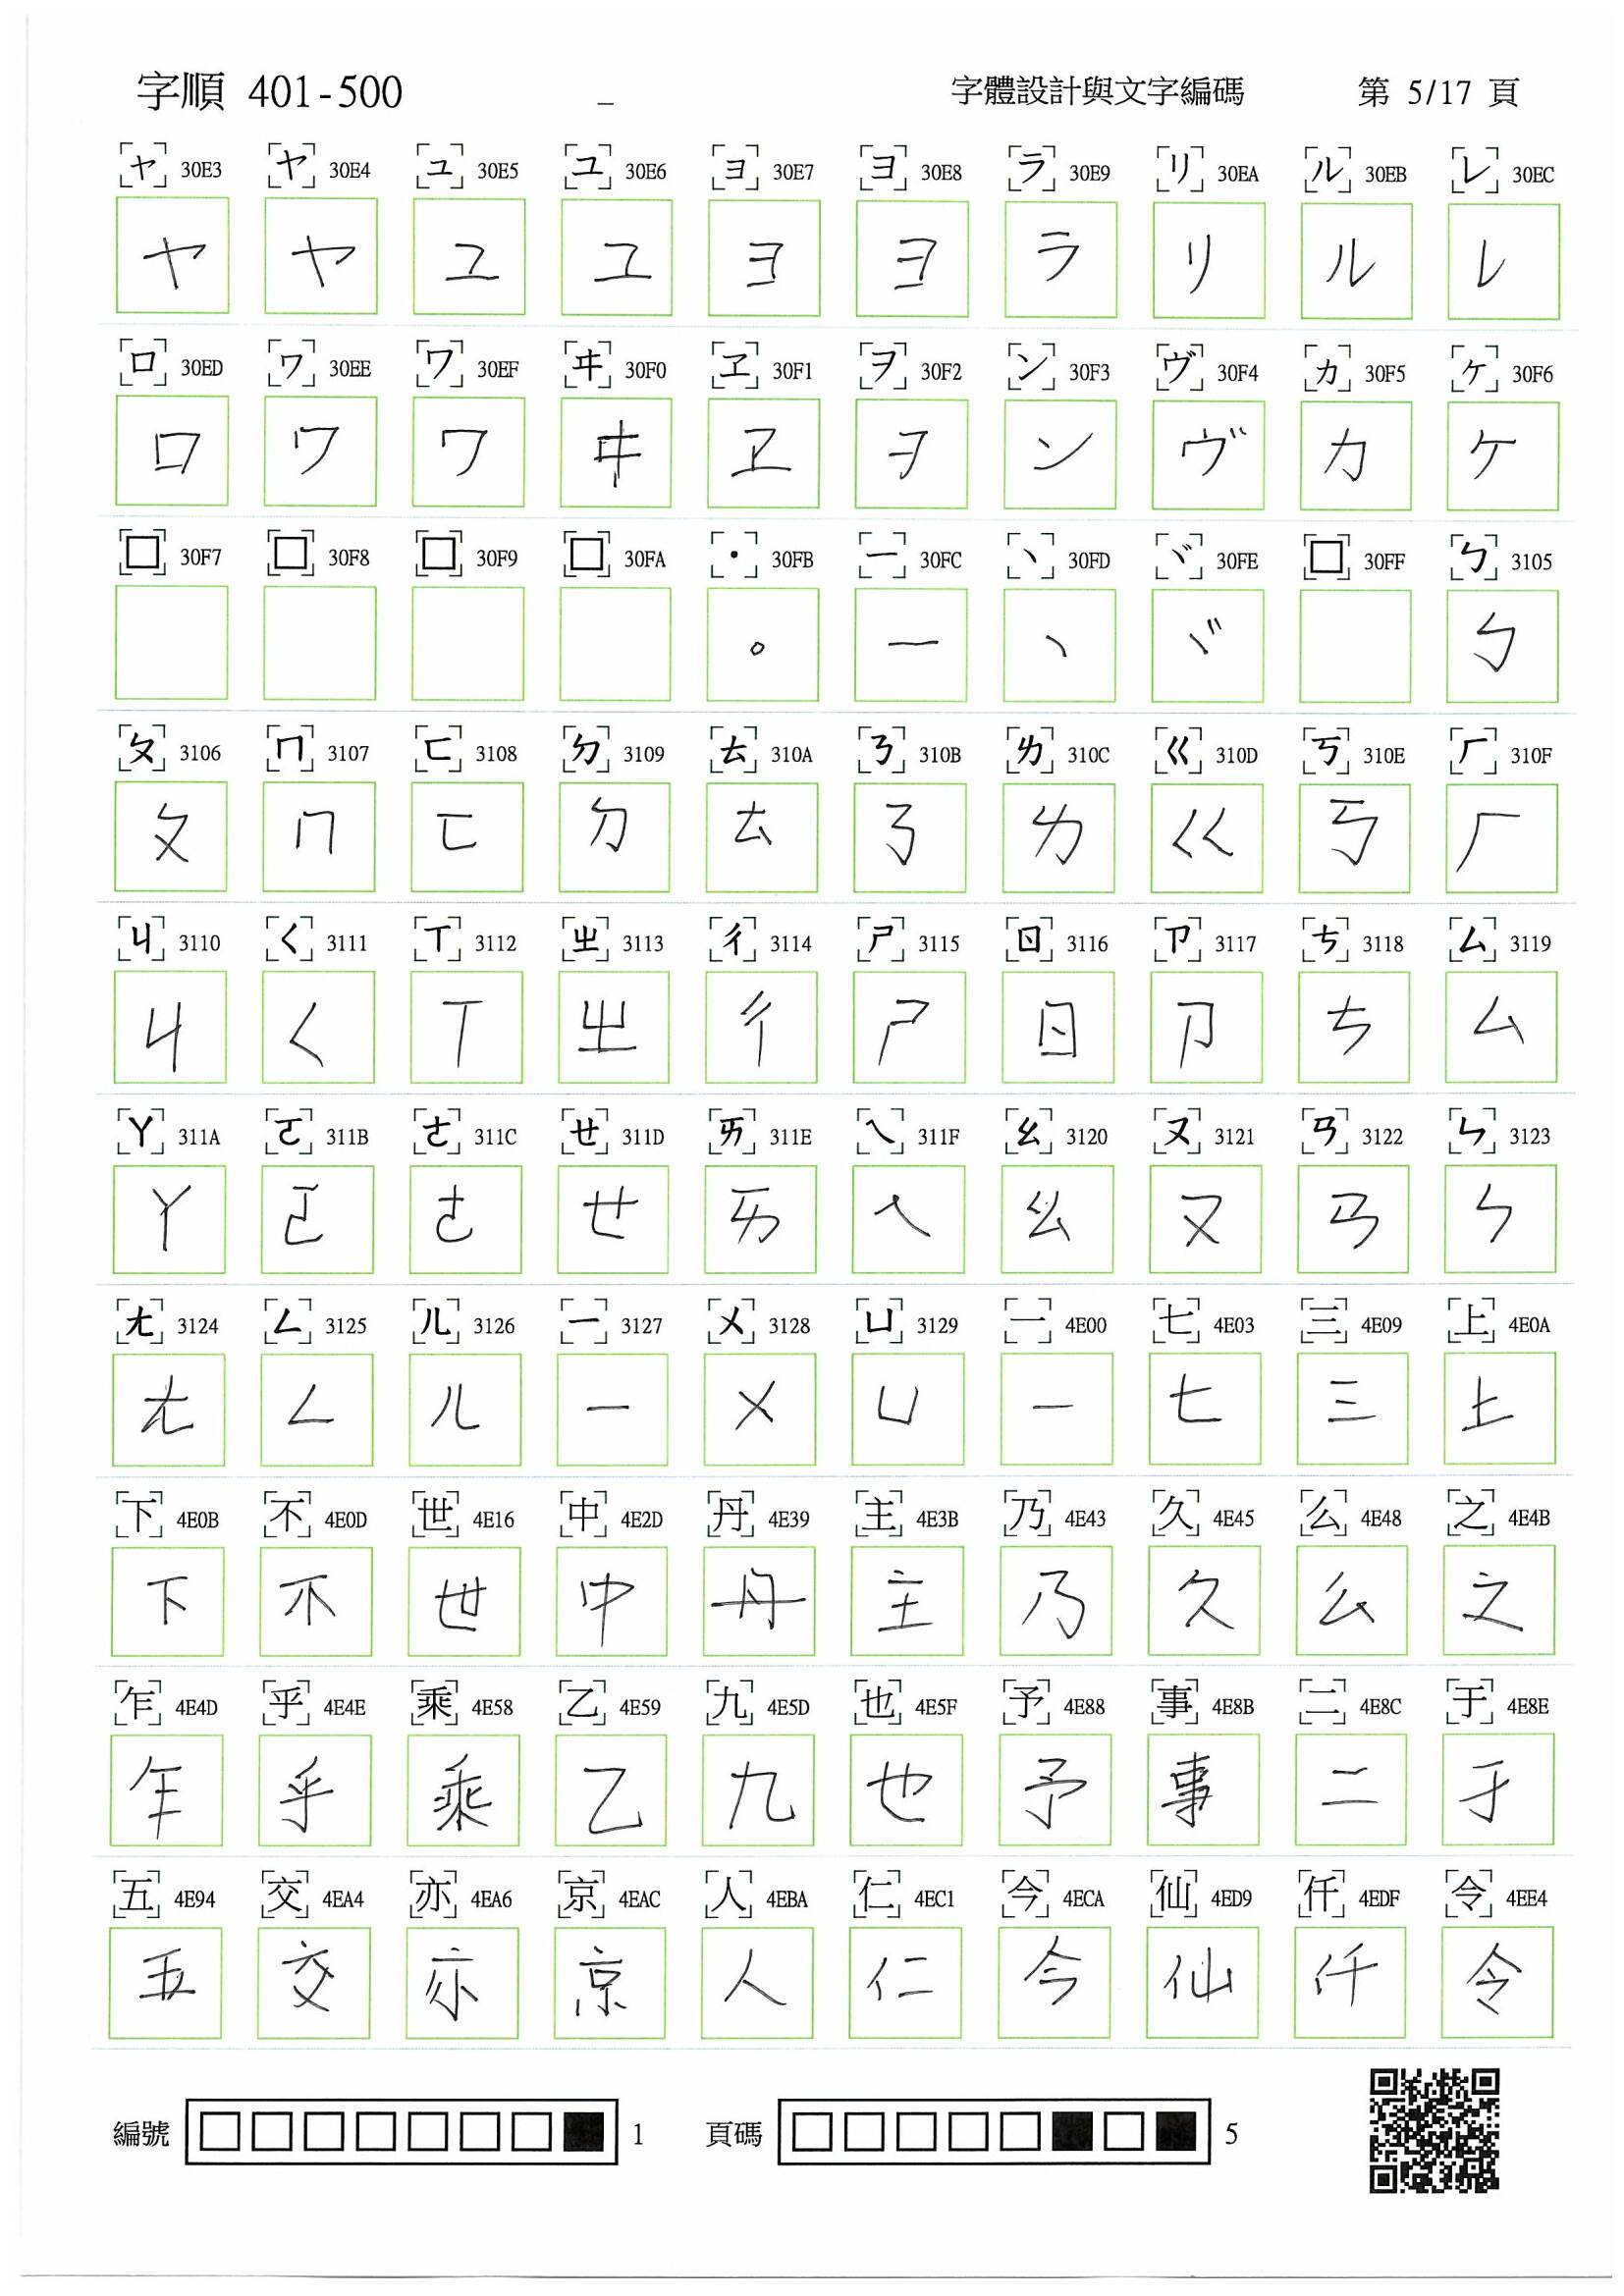 字順 401-500 _ 字體設計與文字編碼 第 5/17 頁
ャ 30E3 ヤ 30E4 ュ 30E5 ユ 30E6 ョ 30E7 ヨ 30E8 ラ 30E9 リ 30EA ル 30EB レ 30EC
ヤ ヤ ユ ユ ヨ ヨ ラ リ ル レ
ロ 30ED ヮ 30EE ワ 30EF ヰ 30F0 ヱ 30F1 ヲ 30F2 ン 30F3 ヴ 30F4 ヵ 30F5 ヶ 30F6
ロ ワ ワ ヰ ヱ ヲ ン ヴ カ ケ
□ 30F7 □ 30F8 □ 30F9 □ 30FA ・ 30FB ー 30FC ヽ 30FD ヾ 30FE □ 30FF ㄅ 3105
。 ー ヽ ヾ ㄅ
ㄆ 3106 ㄇ 3107 ㄈ 3108 ㄉ 3109 ㄊ 310A ㄋ 310B ㄌ 310C ㄍ 310D ㄎ 310E ㄏ 310F
ㄆ ㄇ ㄈ ㄉ ㄊ ㄋ ㄌ ㄍ ㄎ ㄏ
ㄐ 3110 ㄑ 3111 ㄒ 3112 ㄓ 3113 ㄔ 3114 ㄕ 3115 ㄖ 3116 ㄗ 3117 ㄘ 3118 ㄙ 3119
ㄐ ㄑ ㄒ ㄓ ㄔ ㄕ ㄖ ㄗ ㄘ ㄙ
ㄚ 311A ㄛ 311B ㄜ 311C ㄝ 311D ㄞ 311E ㄟ 311F ㄠ 3120 ㄡ 3121 ㄢ 3122 ㄣ 3123
ㄚ ㄛ ㄜ ㄝ ㄞ ㄟ ㄠ ㄡ ㄢ ㄣ
ㄤ 3124 ㄥ 3125 ㄦ 3126 ㄧ 3127 ㄨ 3128 ㄩ 3129 一 4E00 七 4E03 三 4E09 上 4E0A
ㄤ ㄥ ㄦ ㄧ ㄨ ㄩ 一 七 三 上
下 4E0B 不 4E0D 世 4E16 中 4E2D 丹 4E39 主 4E3B 乃 4E43 久 4E45 么 4E48 之 4E4B
下 不 世 中 丹 主 乃 久 么 之
乍 4E4D 乎 4E4E 乘 4E58 乙 4E59 九 4E5D 也 4E5F 予 4E88 事 4E8B 二 4E8C 于 4E8E
乍 乎 乘 乙 九 也 予 事 二 于
五 4E94 交 4EA4 亦 4EA6 京 4EAC 人 4EBA 仁 4EC1 今 4ECA 仙 4ED9 仟 4EDF 令 4EE4
五 交 亦 京 人 仁 今 仙 仟 令
編號 1 頁碼 5